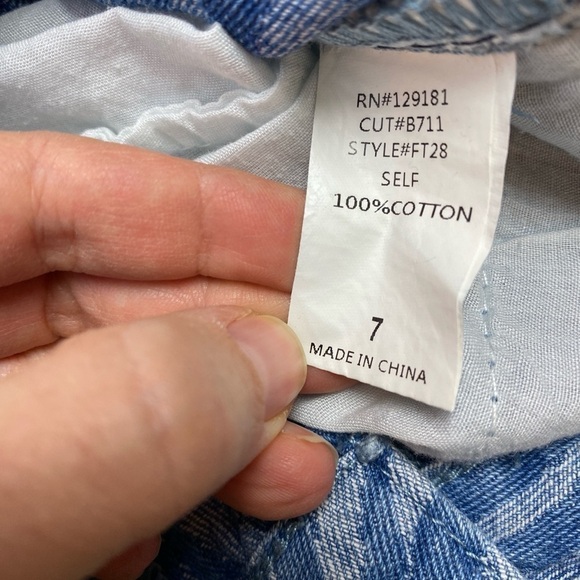 RN#129181
CUT#B711
STYLE#FT28
SELF
100%COTTON
7
MADE IN CHINA